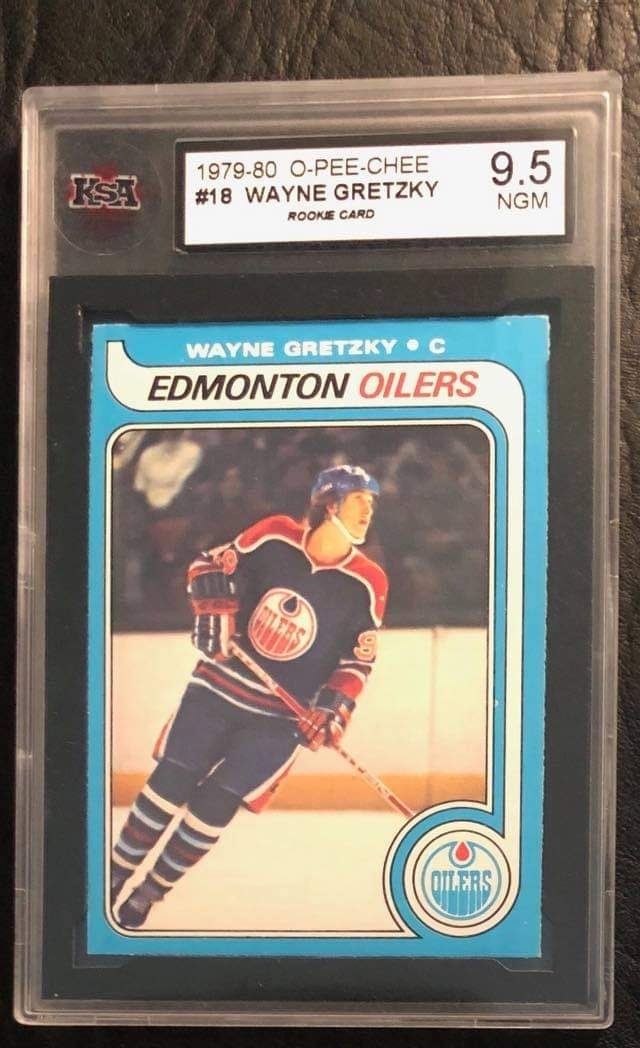 KSA
1979-80 O-PEE-CHEE
#18 WAYNE GRETZKY
ROOKIE CARD
9.5
NGM
WAYNE GRETZKY • C
EDMONTON OILERS
OILERS
9
OILERS